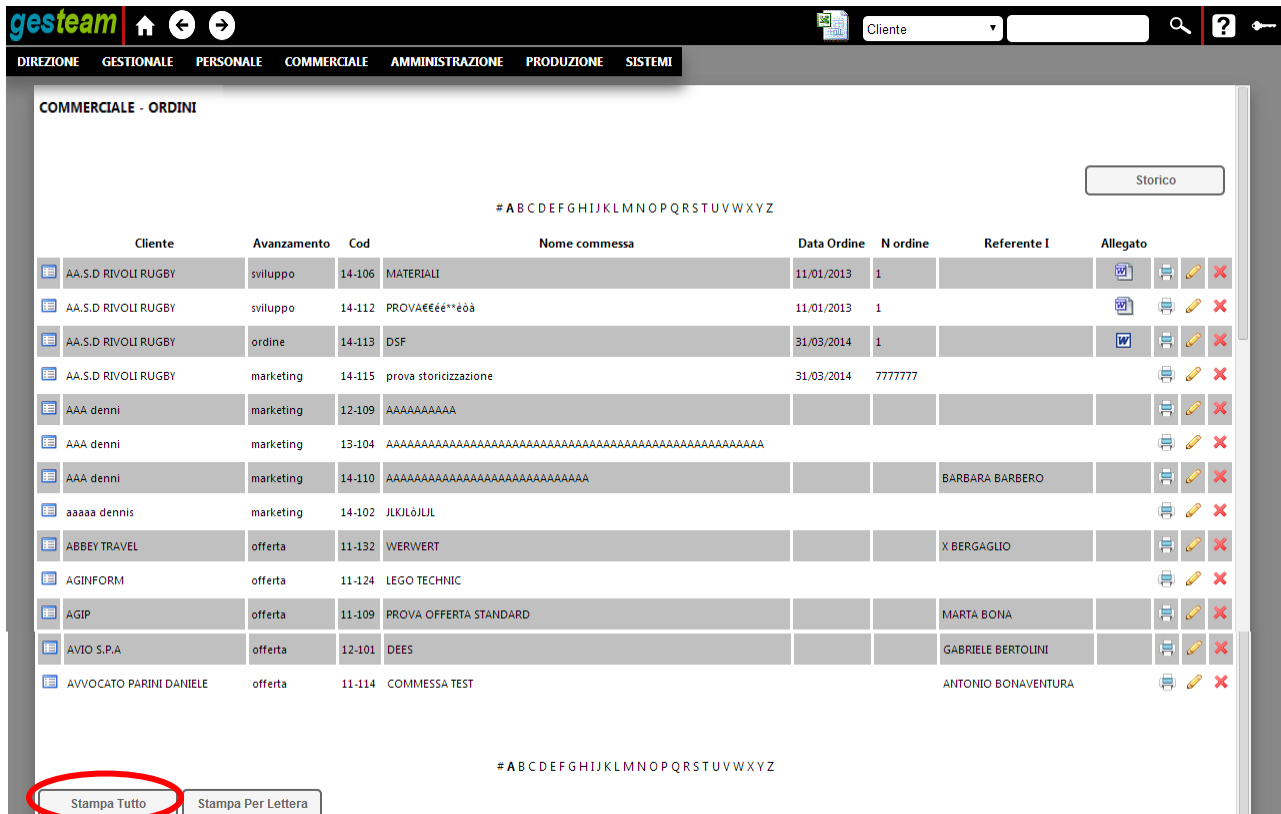 gesteam Cliente ?
DIREZIONE GESTIONALE PERSONALE COMMERCIALE AMMINISTRAZIONE PRODUZIONE SISTEMI
COMMERCIALE - ORDINI
Storico
# A B C D E F G H I J K L M N O P Q R S T U V W X Y Z
Cliente Avanzamento Cod Nome commessa Data Ordine N ordine Referente I Allegato
AA.S.D RIVOLI RUGBY sviluppo 14-106 MATERIALI 11/01/2013 1
AA.S.D RIVOLI RUGBY sviluppo 14-112 PROVA€€éé**èòà 11/01/2013 1
AA.S.D RIVOLI RUGBY ordine 14-113 DSF 31/03/2014 1
AA.S.D RIVOLI RUGBY marketing 14-115 prova storicizzazione 31/03/2014 7777777
AAA denni marketing 12-109 AAAAAAAAAA
AAA denni marketing 13-104 AAAAAAAAAAAAAAAAAAAAAAAAAAAAAAAAAAAAAAAAAAAAAAAAAAAAAA
AAA denni marketing 14-110 AAAAAAAAAAAAAAAAAAAAAAAAAAAAA BARBARA BARBERO
aaaaa dennis marketing 14-102 JLKJLòJLJL
ABBEY TRAVEL offerta 11-132 WERWERT X BERGAGLIO
AGINFORM offerta 11-124 LEGO TECHNIC
AGIP offerta 11-109 PROVA OFFERTA STANDARD MARTA BONA
AVIO S.P.A offerta 12-101 DEES GABRIELE BERTOLINI
AVVOCATO PARINI DANIELE offerta 11-114 COMMESSA TEST ANTONIO BONAVENTURA
# A B C D E F G H I J K L M N O P Q R S T U V W X Y Z
Stampa Tutto Stampa Per Lettera